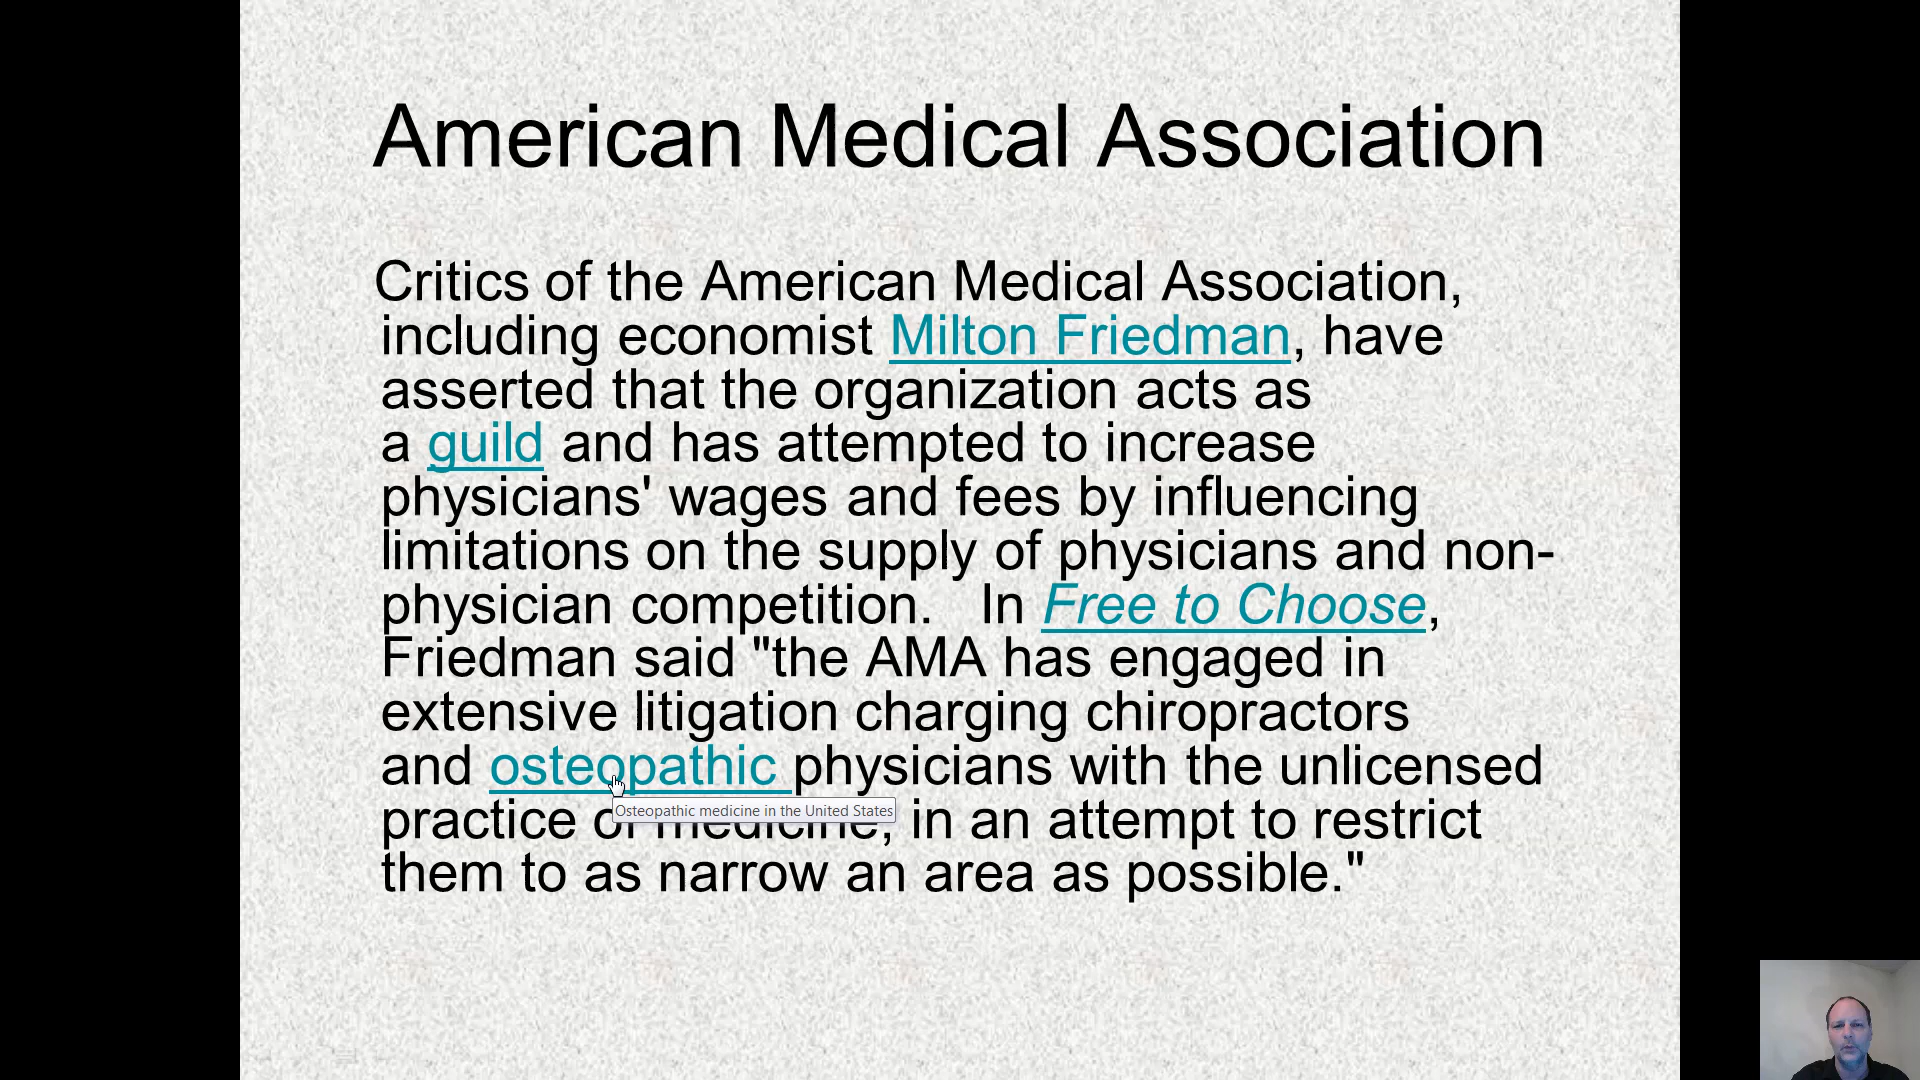 American Medical Association
Critics of the American Medical Association,
including economist Milton Friedman, have
asserted that the organization acts as
a guild and has attempted to increase
physicians' wages and fees by influencing
limitations on the supply of physicians and non-
physician competition.   In Free to Choose,
Friedman said "the AMA has engaged in
extensive litigation charging chiropractors
and osteopathic physicians with the unlicensed
Osteopathic medicine in the United States
practice of medicine, in an attempt to restrict
them to as narrow an area as possible."